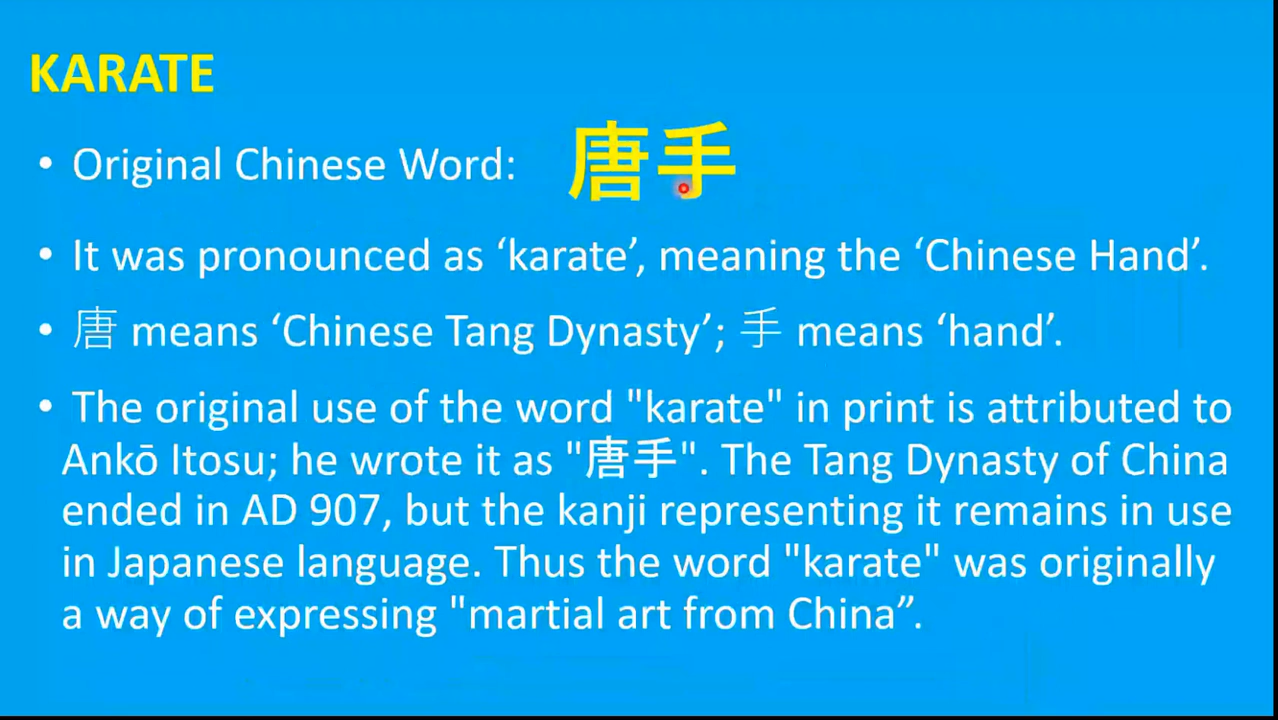 KARATE
• Original Chinese Word: 唐手
• It was pronounced as ‘karate’, meaning the ‘Chinese Hand’.
• 唐 means ‘Chinese Tang Dynasty’; 手 means ‘hand’.
• The original use of the word "karate" in print is attributed to
Ankō Itosu; he wrote it as "唐手". The Tang Dynasty of China
ended in AD 907, but the kanji representing it remains in use
in Japanese language. Thus the word "karate" was originally
a way of expressing "martial art from China”.